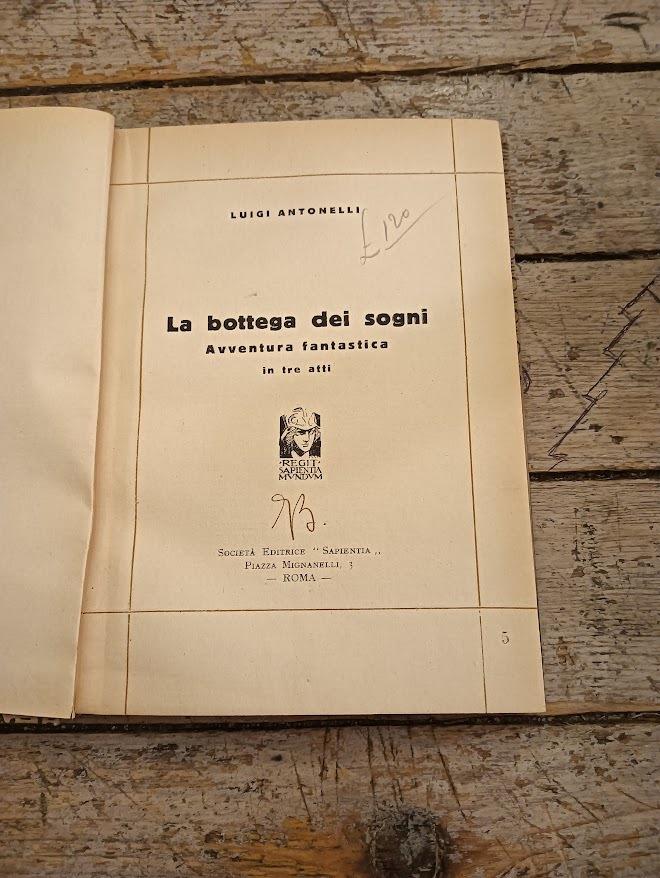 LUIGI ANTONELLI
£ 120
La bottega dei sogni
Avventura fantastica
in tre atti
·REGIT·
SAPIENTIA
MVNDVM
SOCIETÀ EDITRICE "SAPIENTIA„
PIAZZA MIGNANELLI, 3
— ROMA —
5